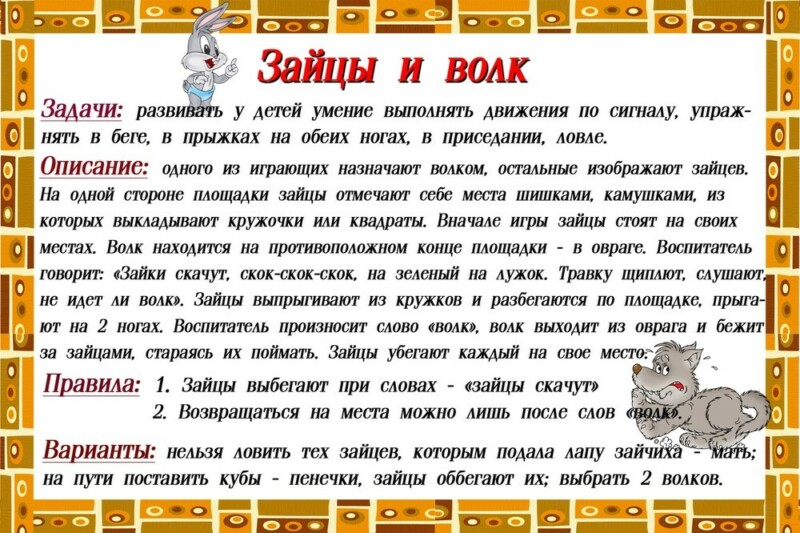 Зайцы и волк
Задачи: развивать у детей умение выполнять движения по сигналу, упраж-
нять в беге, в прыжках на обеих ногах, в приседании, ловле.
Описание: одного из играющих назначают волком, остальные изображают зайцев.
На одной стороне площадки зайцы отмечают себе места шишками, камушками, из
которых выкладывают кружочки или квадраты. Вначале игры зайцы стоят на своих
местах. Волк находится на противоположном конце площадки - в овраге. Воспитатель
говорит: «Зайки скачут, скок-скок-скок, на зеленый на лужок. Травку щиплют, слушают,
не идет ли волк». Зайцы выпрыгивают из кружков и разбегаются по площадке, прыга-
ют на 2 ногах. Воспитатель произносит слово «волк», волк выходит из оврага и бежит
за зайцами, стараясь их поймать. Зайцы убегают каждый на свое место.
Правила: 1. Зайцы выбегают при словах - «зайцы скачут»
2. Возвращаться на места можно лишь после слов «волк».
Варианты: нельзя ловить тех зайцев, которым подала лапу зайчиха - мать;
на пути поставить кубы - пенечки, зайцы оббегают их; выбрать 2 волков.